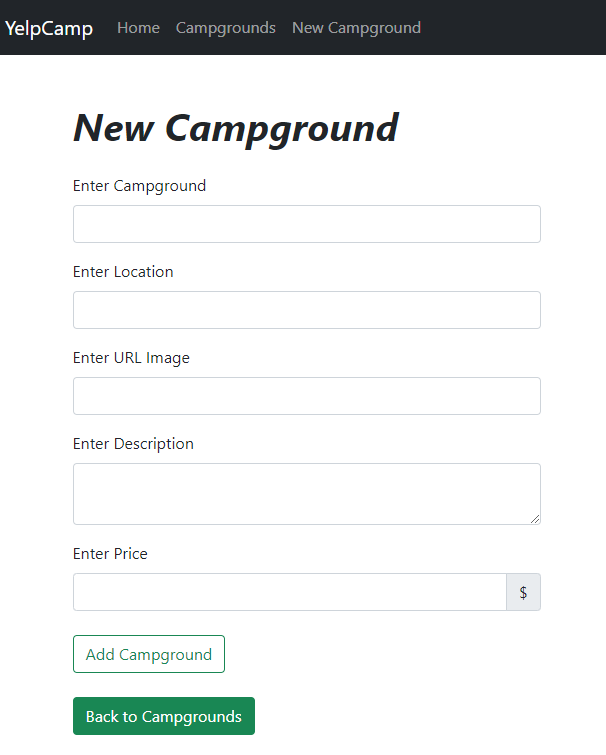 YelpCamp Home Campgrounds New Campground
New Campground
Enter Campground
Enter Location
Enter URL Image
Enter Description
Enter Price
$
Add Campground
Back to Campgrounds